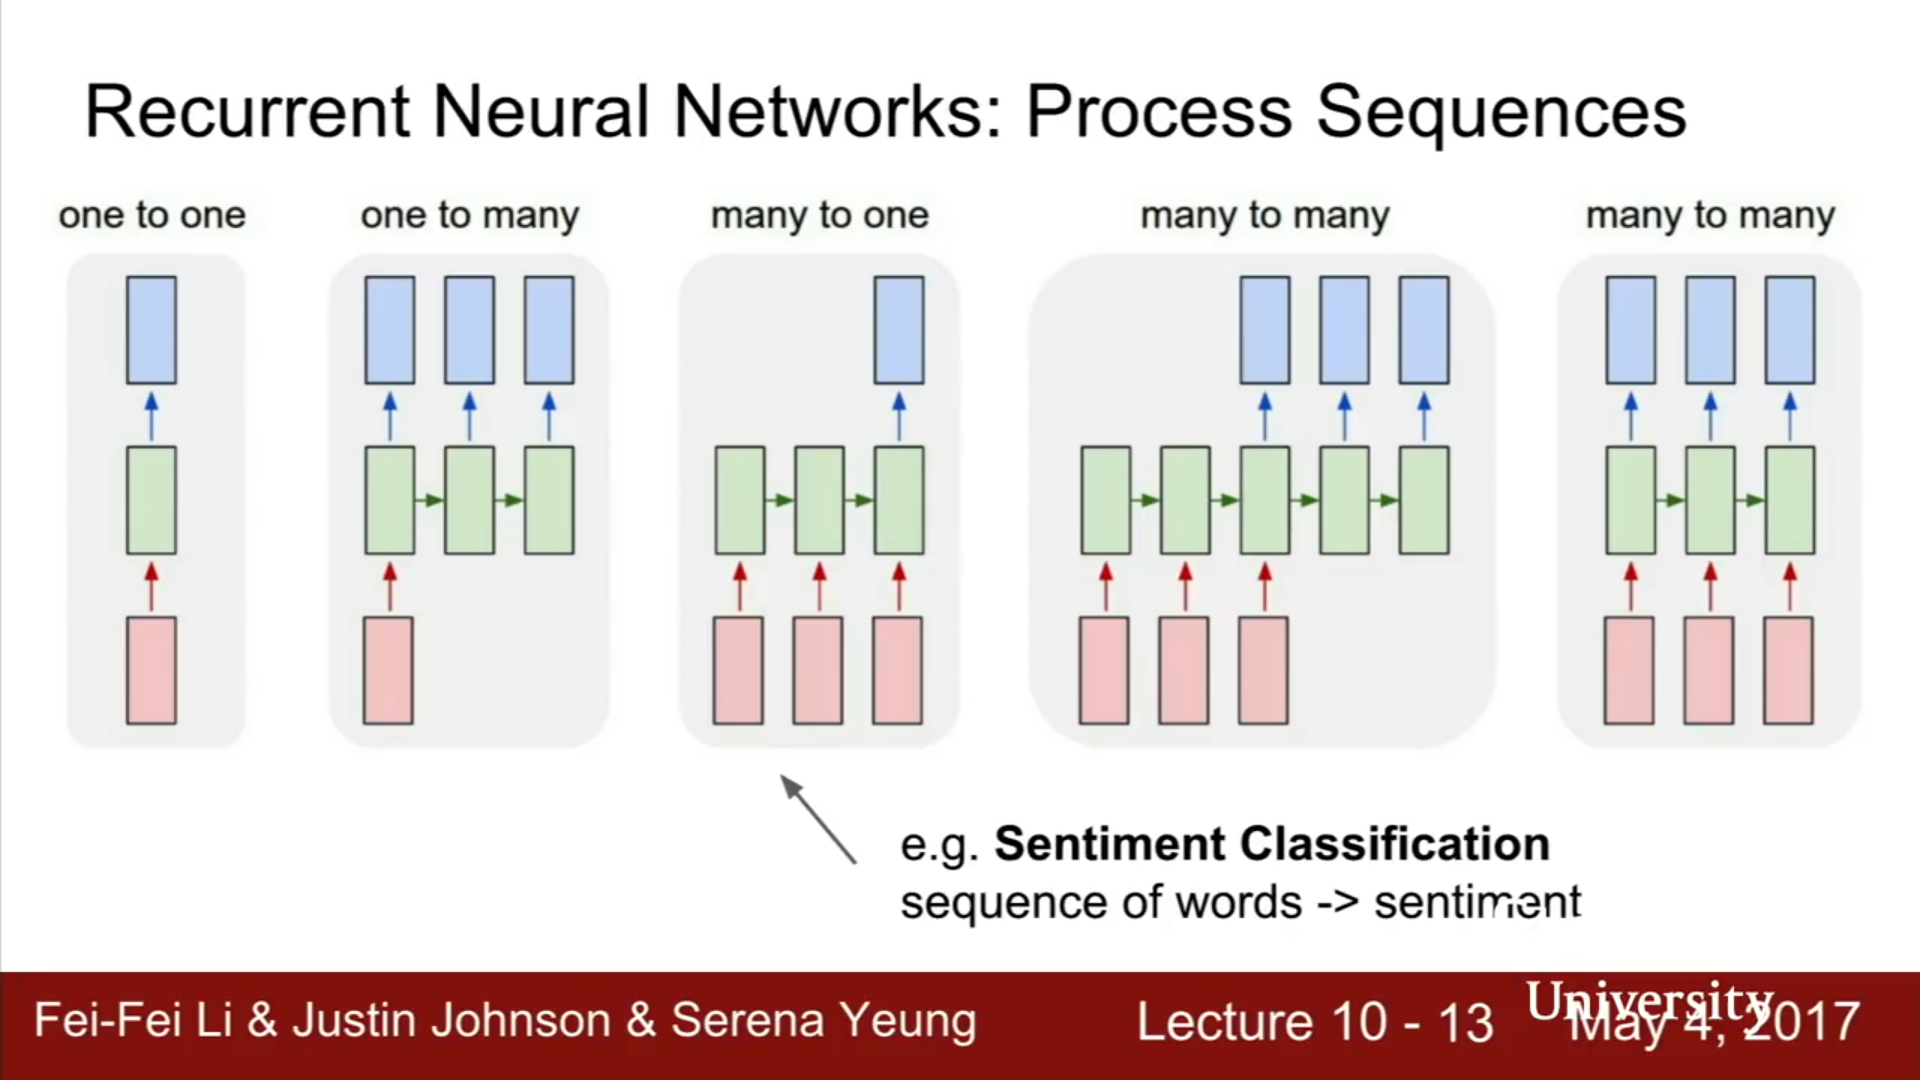 Recurrent Neural Networks: Process Sequences
one to one
one to many
many to one
many to many
many to many
e.g. Sentiment Classification
sequence of words -> sentiment
Fei-Fei Li & Justin Johnson & Serena Yeung
Lecture 10 - 13
University
May 4, 2017